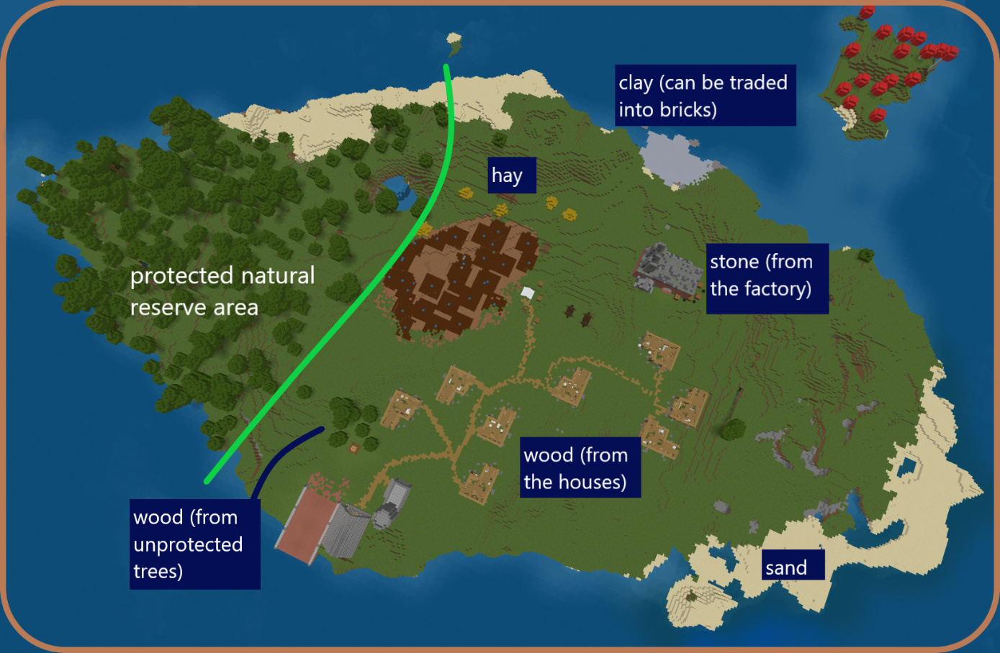 clay (can be traded
into bricks)
hay
stone (from
the factory)
protected natural
reserve area
wood (from
the houses)
wood (from
unprotected
trees)
sand